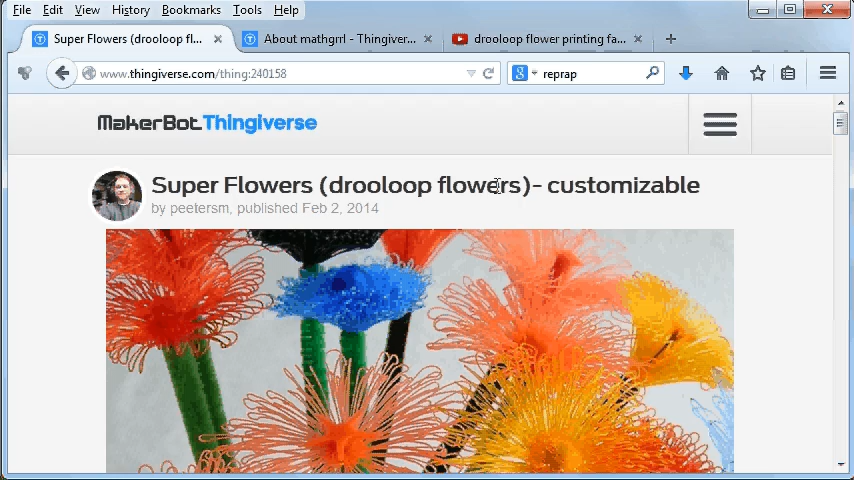 File Edit View History Bookmarks Tools Help
Super Flowers (drooloop fl...
About mathgrrl - Thingiver...
drooloop flower printing fa...
www.thingiverse.com/thing:240158
reprap
MakerBot Thingiverse
Super Flowers (drooloop flowers)- customizable
by peetersm, published Feb 2, 2014